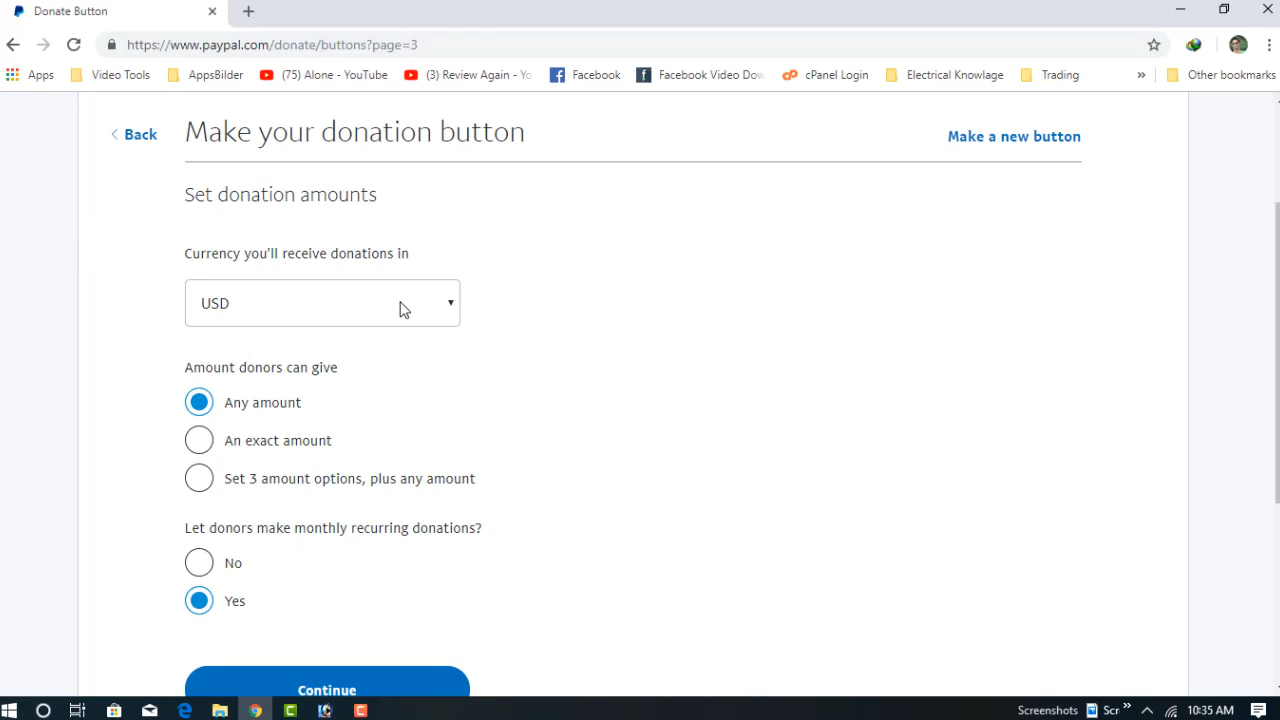 Donate Button
https://www.paypal.com/donate/buttons?page=3
Apps Video Tools AppsBilder (75) Alone - YouTube (3) Review Again - Yo Facebook Facebook Video Dow cPanel Login Electrical Knowlage Trading » Other bookmarks
Back Make your donation button Make a new button
Set donation amounts
Currency you'll receive donations in
USD
Amount donors can give
Any amount
An exact amount
Set 3 amount options, plus any amount
Let donors make monthly recurring donations?
No
Yes
Continue
Screenshots Scr » 10:35 AM